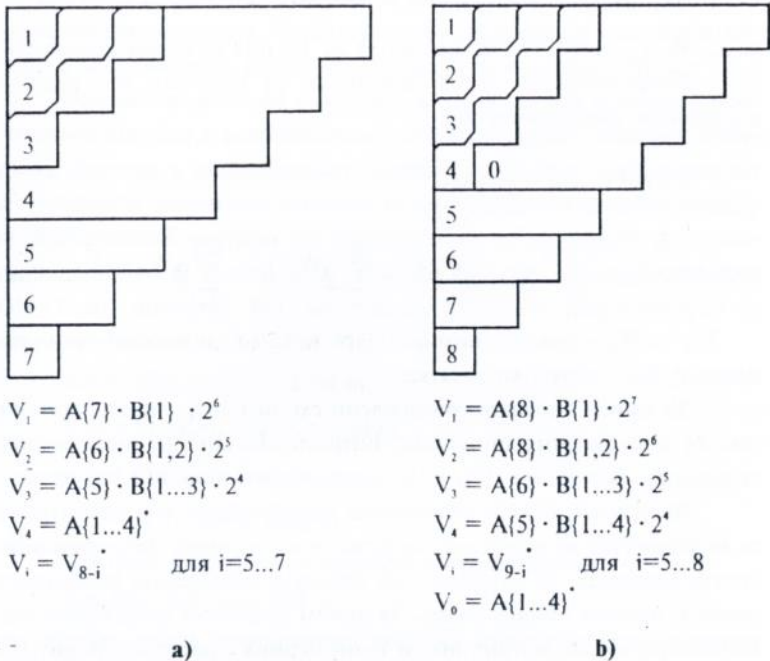 1
2
3
4
5
6
7
V₁ = A{7} · B{1} · 2⁶
V₂ = A{6} · B{1,2} · 2⁵
V₃ = A{5} · B{1...3} · 2⁴
V₄ = A{1...4}*
Vᵢ = V₈₋ᵢ* для i=5...7
a)
1
2
3
4 0
5
6
7
8
V₁ = A{8} · B{1} · 2⁷
V₂ = A{8} · B{1,2} · 2⁶
V₃ = A{6} · B{1...3} · 2⁵
V₄ = A{5} · B{1...4} · 2⁴
Vᵢ = V₉₋ᵢ* для i=5...8
V₀ = A{1...4}*
b)